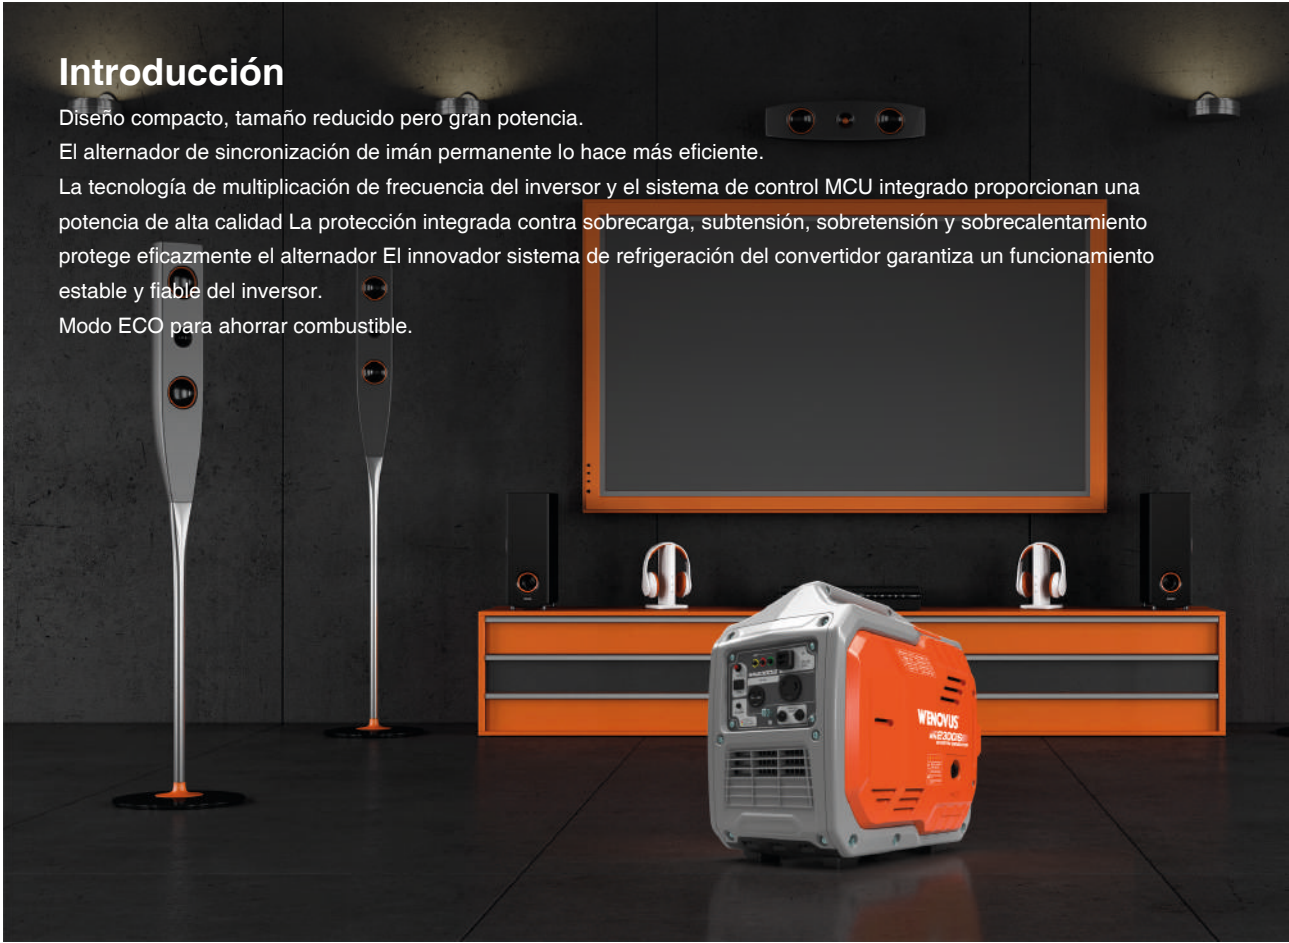 Introducción
Diseño compacto, tamaño reducido pero gran potencia.
El alternador de sincronización de imán permanente lo hace más eficiente.
La tecnología de multiplicación de frecuencia del inversor y el sistema de control MCU integrado proporcionan una
potencia de alta calidad La protección integrada contra sobrecarga, subtensión, sobretensión y sobrecalentamiento
protege eficazmente el alternador El innovador sistema de refrigeración del convertidor garantiza un funcionamiento
estable y fiable del inversor.
Modo ECO para ahorrar combustible.
WENOVUS